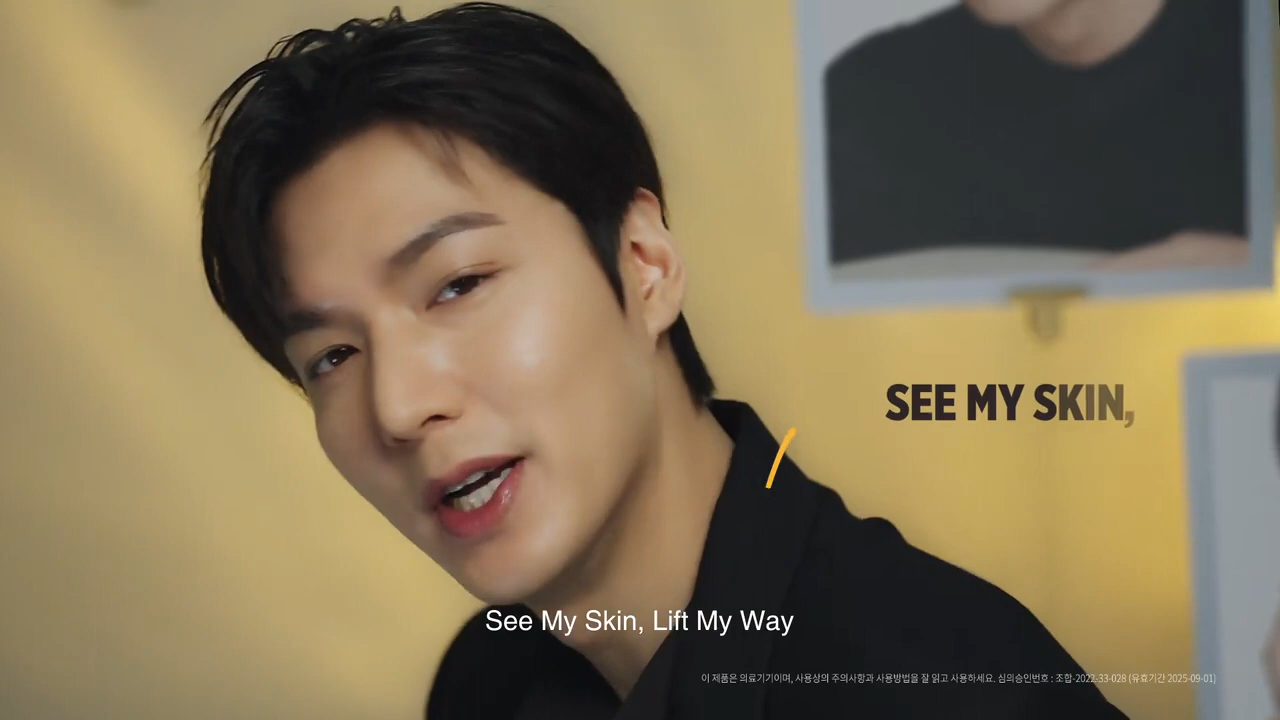 SEE MY SKIN,
See My Skin, Lift My Way
이 제품은 의료기기이며, 사용상의 주의사항과 사용방법을 잘 읽고 사용하세요. 심의승인번호 : 조합-2022-33-028 (유효기간 2025-09-01)